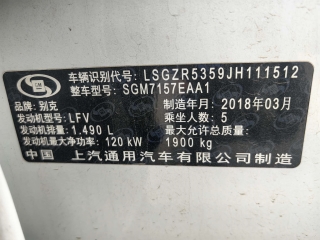 车辆识别代号: LSGZR5359JH111512
整车型号: SGM7157EAA1
品牌: 别克 制造年月: 2018年03月
发动机型号: LFV 乘坐人数: 5
发动机排量: 1.490 L 最大允许总质量:
发动机最大净功率: 120 kW 1900 kg
中国 上汽通用汽车有限公司制造